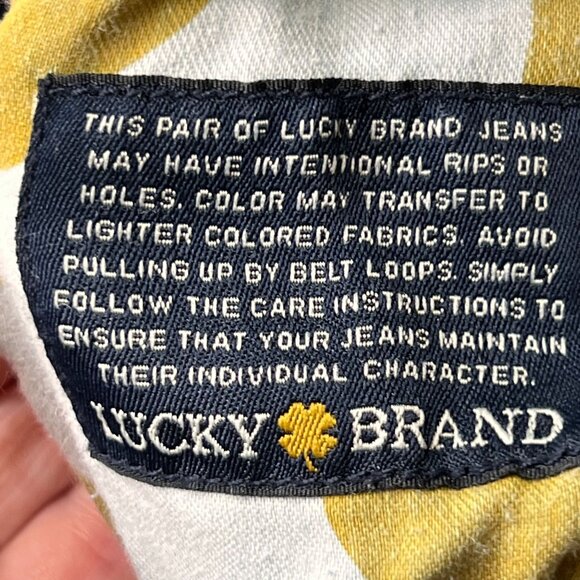 THIS PAIR OF LUCKY BRAND JEANS
MAY HAVE INTENTIONAL RIPS OR
HOLES. COLOR MAY TRANSFER TO
LIGHTER COLORED FABRICS. AVOID
PULLING UP BY BELT LOOPS. SIMPLY
FOLLOW THE CARE INSTRUCTIONS TO
ENSURE THAT YOUR JEANS MAINTAIN
THEIR INDIVIDUAL CHARACTER.
LUCKY BRAND